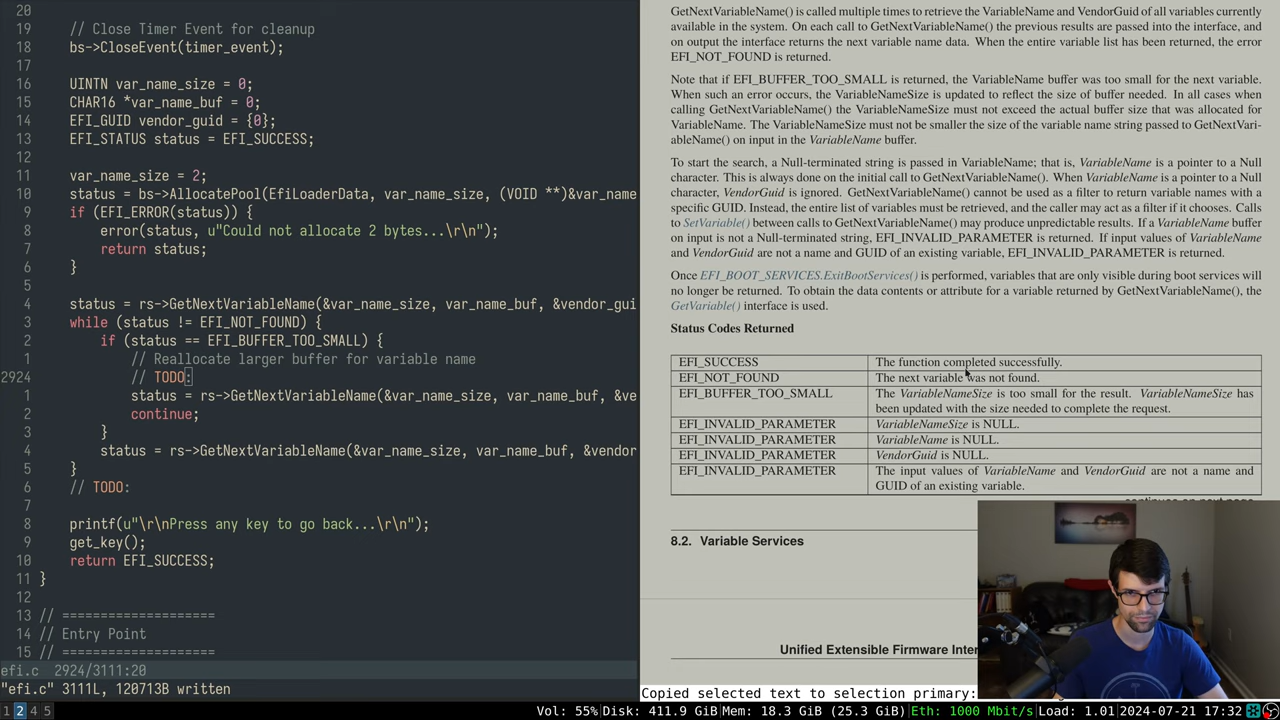 20
19 // Close Timer Event for cleanup
18 bs->CloseEvent(timer_event);
17
16 UINTN var_name_size = 0;
15 CHAR16 *var_name_buf = 0;
14 EFI_GUID vendor_guid = {0};
13 EFI_STATUS status = EFI_SUCCESS;
12
11 var_name_size = 2;
10 status = bs->AllocatePool(EfiLoaderData, var_name_size, (VOID **)&var_name
9 if (EFI_ERROR(status)) {
8 error(status, u"Could not allocate 2 bytes...\r\n");
7 return status;
6 }
5
4 status = rs->GetNextVariableName(&var_name_size, var_name_buf, &vendor_gui
3 while (status != EFI_NOT_FOUND) {
2 if (status == EFI_BUFFER_TOO_SMALL) {
1 // Reallocate larger buffer for variable name
2924 // TODO:
1 status = rs->GetNextVariableName(&var_name_size, var_name_buf, &ve
2 continue;
3 }
4 status = rs->GetNextVariableName(&var_name_size, var_name_buf, &vendor
5 }
6 // TODO:
7
8 printf(u"\r\nPress any key to go back...\r\n");
9 get_key();
10 return EFI_SUCCESS;
11 }
12
13 // ====================
14 // Entry Point
15 // ====================
efi.c 2924/3111:20
"efi.c" 3111L, 120713B written
GetNextVariableName() is called multiple times to retrieve the VariableName and VendorGuid of all variables currently
available in the system. On each call to GetNextVariableName() the previous results are passed into the interface, and
on output the interface returns the next variable name data. When the entire variable list has been returned, the error
EFI_NOT_FOUND is returned.
Note that if EFI_BUFFER_TOO_SMALL is returned, the VariableName buffer was too small for the next variable.
When such an error occurs, the VariableNameSize is updated to reflect the size of buffer needed. In all cases when
calling GetNextVariableName() the VariableNameSize must not exceed the actual buffer size that was allocated for
VariableName. The VariableNameSize must not be smaller the size of the variable name string passed to GetNextVari-
ableName() on input in the VariableName buffer.
To start the search, a Null-terminated string is passed in VariableName; that is, VariableName is a pointer to a Null
character. This is always done on the initial call to GetNextVariableName(). When VariableName is a pointer to a Null
character, VendorGuid is ignored. GetNextVariableName() cannot be used as a filter to return variable names with a
specific GUID. Instead, the entire list of variables must be retrieved, and the caller may act as a filter if it chooses. Calls
to SetVariable() between calls to GetNextVariableName() may produce unpredictable results. If a VariableName buffer
on input is not a Null-terminated string, EFI_INVALID_PARAMETER is returned. If input values of VariableName
and VendorGuid are not a name and GUID of an existing variable, EFI_INVALID_PARAMETER is returned.
Once EFI_BOOT_SERVICES.ExitBootServices() is performed, variables that are only visible during boot services will
no longer be returned. To obtain the data contents or attribute for a variable returned by GetNextVariableName(), the
GetVariable() interface is used.
Status Codes Returned
EFI_SUCCESS The function completed successfully.
EFI_NOT_FOUND The next variable was not found.
EFI_BUFFER_TOO_SMALL The VariableNameSize is too small for the result. VariableNameSize has
been updated with the size needed to complete the request.
EFI_INVALID_PARAMETER VariableNameSize is NULL.
EFI_INVALID_PARAMETER VariableName is NULL.
EFI_INVALID_PARAMETER VendorGuid is NULL.
EFI_INVALID_PARAMETER The input values of VariableName and VendorGuid are not a name and
GUID of an existing variable.
8.2. Variable Services
Unified Extensible Firmware Inter
Copied selected text to selection primary:
1 2 4 5 Vol: 55% Disk: 411.9 GiB Mem: 18.3 GiB (25.3 GiB) Eth: 1000 Mbit/s Load: 1.01 2024-07-21 17:32